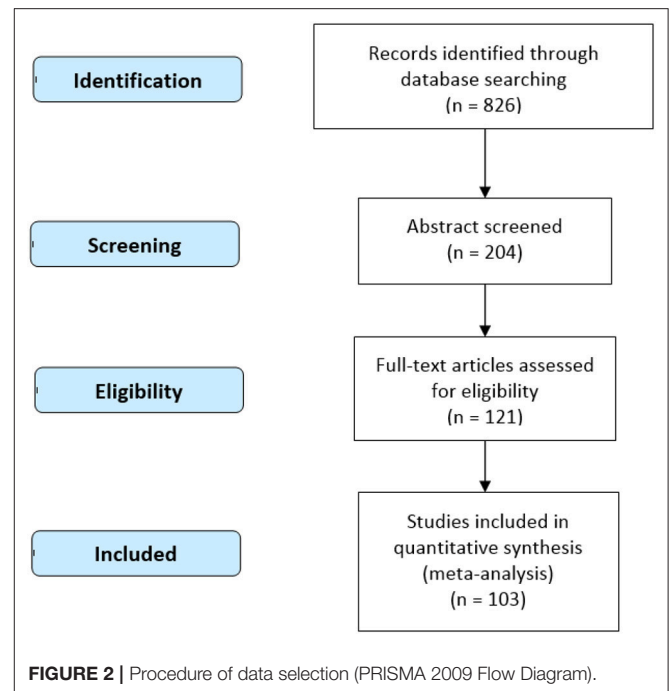 Identification
Records identified through
database searching
(n = 826)
Screening
Abstract screened
(n = 204)
Eligibility
Full-text articles assessed
for eligibility
(n = 121)
Included
Studies included in
quantitative synthesis
(meta-analysis)
(n = 103)
FIGURE 2 | Procedure of data selection (PRISMA 2009 Flow Diagram).